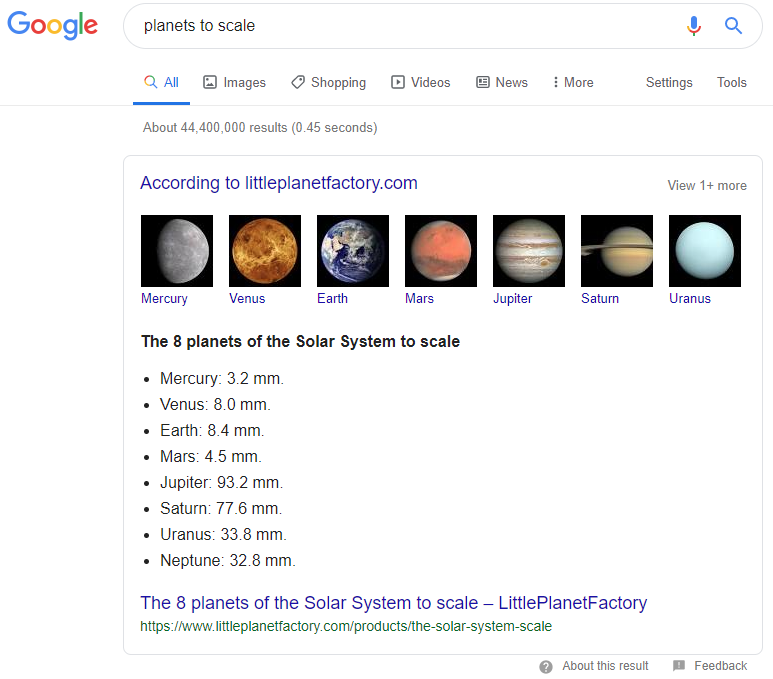 Google
planets to scale
All Images Shopping Videos News More Settings Tools
About 44,400,000 results (0.45 seconds)
According to littleplanetfactory.com
View 1+ more
Mercury Venus Earth Mars Jupiter Saturn Uranus
The 8 planets of the Solar System to scale
• Mercury: 3.2 mm.
• Venus: 8.0 mm.
• Earth: 8.4 mm.
• Mars: 4.5 mm.
• Jupiter: 93.2 mm.
• Saturn: 77.6 mm.
• Uranus: 33.8 mm.
• Neptune: 32.8 mm.
The 8 planets of the Solar System to scale – LittlePlanetFactory
https://www.littleplanetfactory.com/products/the-solar-system-scale
About this result Feedback